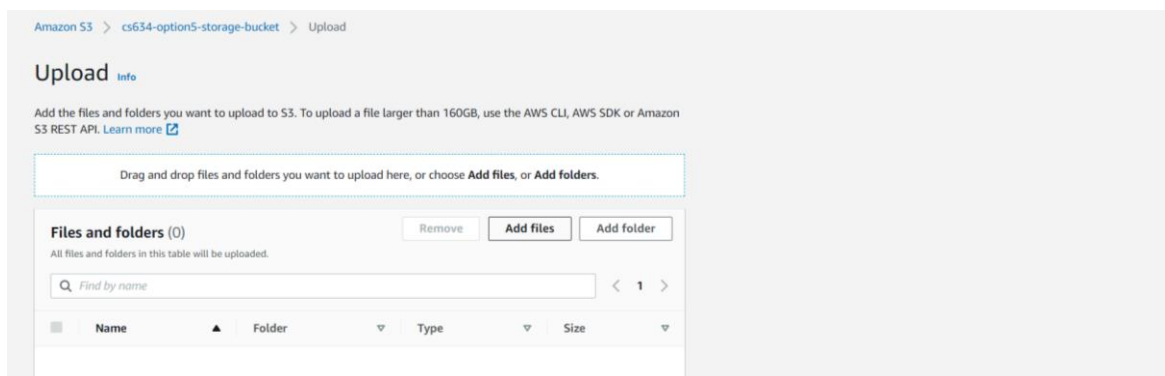 Amazon S3 > cs634-option5-storage-bucket > Upload
Upload Info
Add the files and folders you want to upload to S3. To upload a file larger than 160GB, use the AWS CLI, AWS SDK or Amazon
S3 REST API. Learn more
Drag and drop files and folders you want to upload here, or choose Add files, or Add folders.
Files and folders (0) Remove Add files Add folder
All files and folders in this table will be uploaded.
Find by name < 1 >
Name Folder Type Size